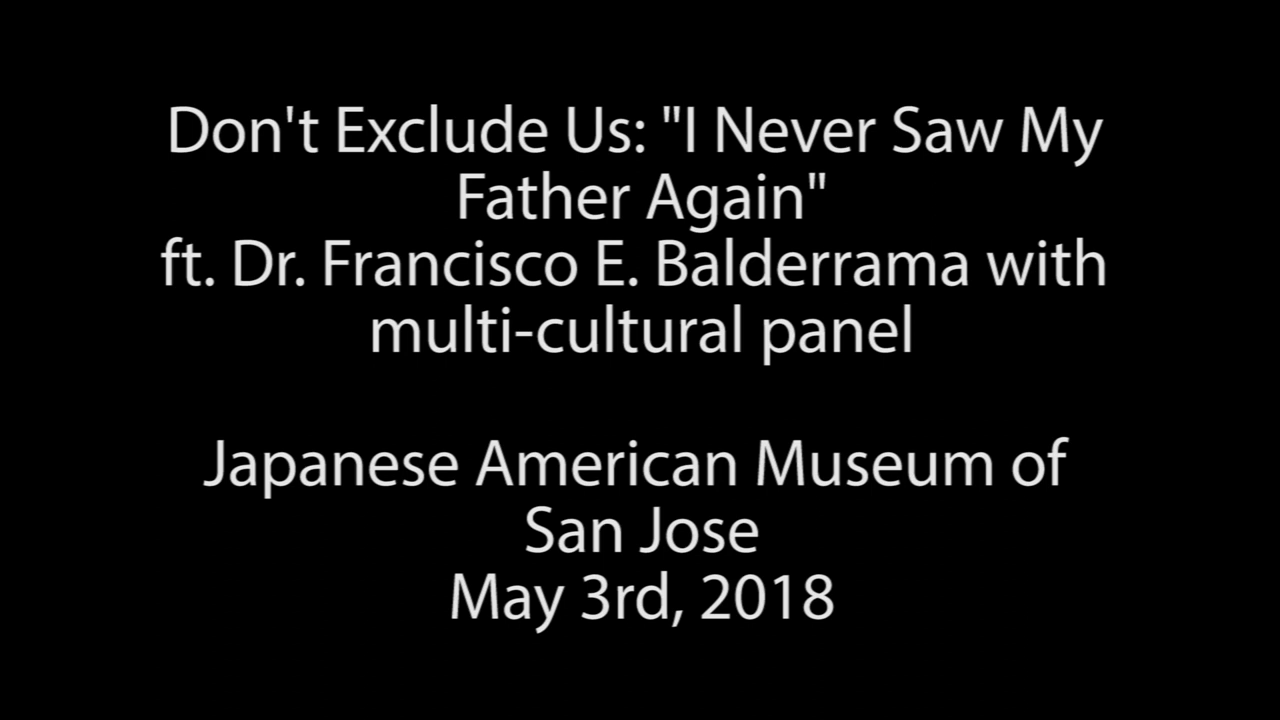 Don't Exclude Us: "I Never Saw My
Father Again"
ft. Dr. Francisco E. Balderrama with
multi-cultural panel
Japanese American Museum of
San Jose
May 3rd, 2018